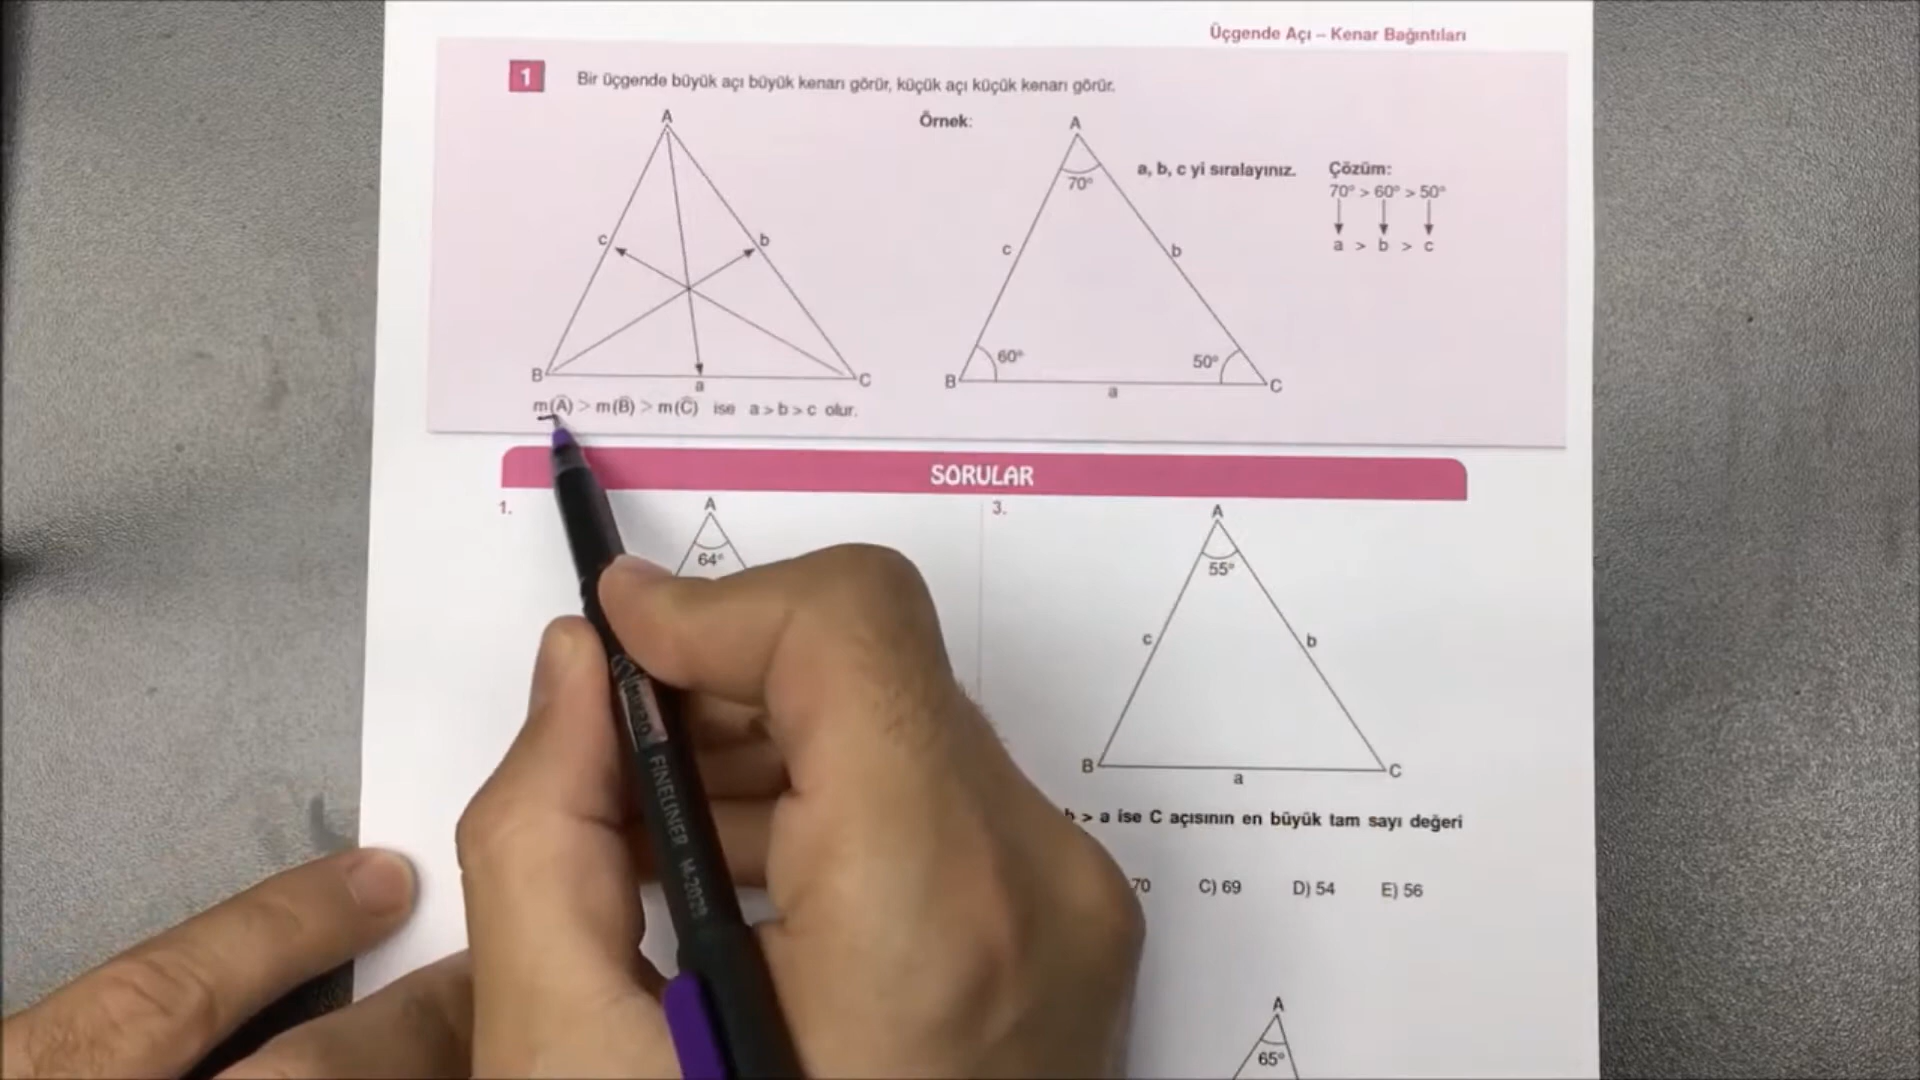 Üçgende Açı – Kenar Bağıntıları
1 Bir üçgende büyük açı büyük kenarı görür, küçük açı küçük kenarı görür.
A
c
b
B
a
C
m(Â) > m(B̂) > m(Ĉ) ise a > b > c olur.
Örnek:
A
70°
c
b
60°
50°
B
a
C
a, b, c yi sıralayınız.
Çözüm:
70° > 60° > 50°
a > b > c
SORULAR
1.
A
64°
3.
A
55°
c
b
B
a
C
b > a ise C açısının en büyük tam sayı değeri
70 C) 69 D) 54 E) 56
A
65°
FINELINER M-2029